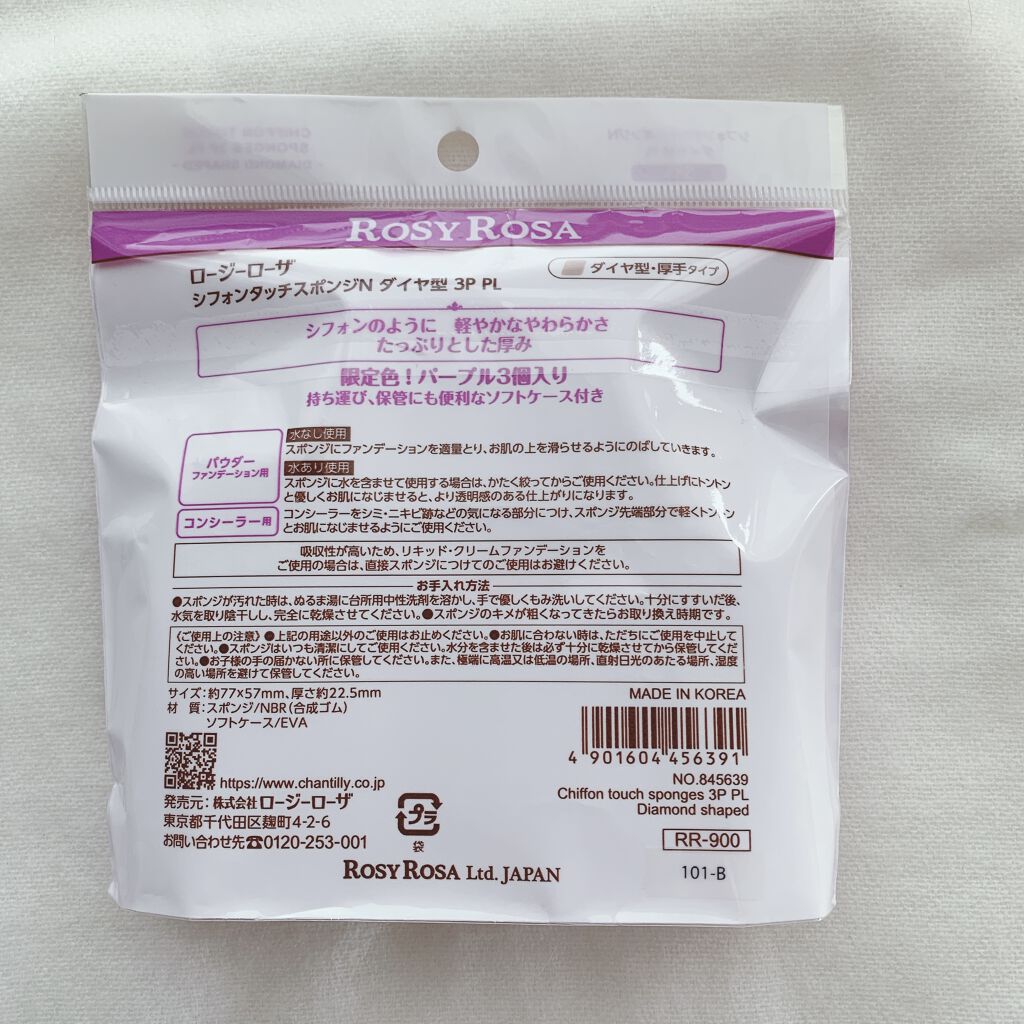 CHIFFON TOUCH
SPONGES 3P PL
- DIAMOND SHAPED -
ROSY ROSA
ロージーローザ
シフォンタッチスポンジN ダイヤ型 3P PL
ダイヤ型・厚手タイプ
シフォンのように 軽やかなやわらかさ
たっぷりとした厚み
限定色!パープル3個入り
持ち運び、保管にも便利なソフトケース付き
パウダー
ファンデーション用
水なし使用
スポンジにファンデーションを適量とり、お肌の上を滑らせるようにのばしていきます。
水あり使用
スポンジに水を含ませて使用する場合は、かたく絞ってからご使用ください。仕上げにトントン
と優しくお肌になじませると、より透明感のある仕上がりになります。
コンシーラー用
コンシーラーをシミ・ニキビ跡などの気になる部分につけ、スポンジ先端部分で軽くトントン
とお肌になじませるようにご使用ください。
吸収性が高いため、リキッド・クリームファンデーションを
ご使用の場合は、直接スポンジにつけてのご使用はお避けください。
お手入れ方法
●スポンジが汚れた時は、ぬるま湯に台所用中性洗剤を溶かし、手で優しくもみ洗いしてください。十分にすすいだ後、
水気を取り陰干しし、完全に乾燥させてください。●スポンジのキメが粗くなってきたらお取り換え時期です。
《ご使用上の注意》●上記の用途以外のご使用はお止めください。●お肌に合わない時は、ただちにご使用を中止して
ください。●スポンジはいつも清潔にしてご使用ください。水分を含ませた後は必ず十分に乾燥させてから保管してくだ
さい。●お子様の手の届かない所に保管してください。また、極端に高温又は低温の場所、直射日光のあたる場所、湿度
の高い場所を避けて保管してください。
サイズ:約77×57mm、厚さ約22.5mm
材 質:スポンジ/NBR(合成ゴム)
ソフトケース/EVA
MADE IN KOREA
4 901604 456391
NO.845639
Chiffon touch sponges 3P PL
Diamond shaped
RR-900
101-B
https://www.chantilly.co.jp
発売元:株式会社ロージーローザ
東京都千代田区麹町4-2-6
お問い合わせ先☎0120-253-001
プラ
袋
ROSY ROSA Ltd. JAPAN